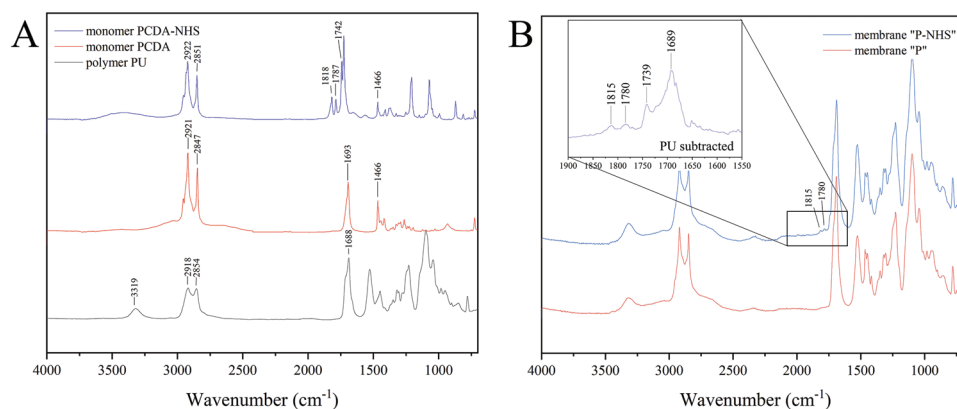 A
monomer PCDA-NHS
monomer PCDA
polymer PU
2922
2851
1818
1787
1742
1466
2921
2847
1693
1466
3319
2918
2854
1688
4000 3500 3000 2500 2000 1500 1000
Wavenumber (cm-1)
B
membrane "P-NHS"
membrane "P"
1815
1780
1739
1689
PU subtracted
1900 1850 1800 1750 1700 1650 1600 1550
1815
1780
4000 3500 3000 2500 2000 1500 1000
Wavenumber (cm-1)